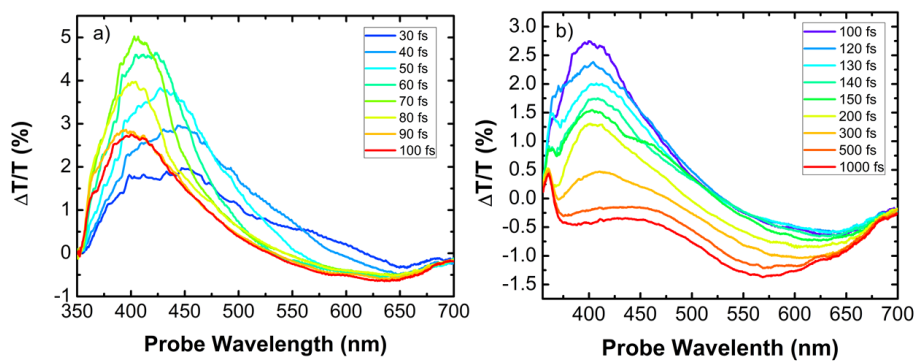 a)
30 fs
40 fs
50 fs
60 fs
70 fs
80 fs
90 fs
100 fs
5
4
3
2
1
0
-1
ΔT/T (%)
350 400 450 500 550 600 650 700
Probe Wavelength (nm)
b)
100 fs
120 fs
130 fs
140 fs
150 fs
200 fs
300 fs
500 fs
1000 fs
3.0
2.5
2.0
1.5
1.0
0.5
0.0
-0.5
-1.0
-1.5
ΔT/T (%)
400 450 500 550 600 650 700
Probe Wavelenth (nm)